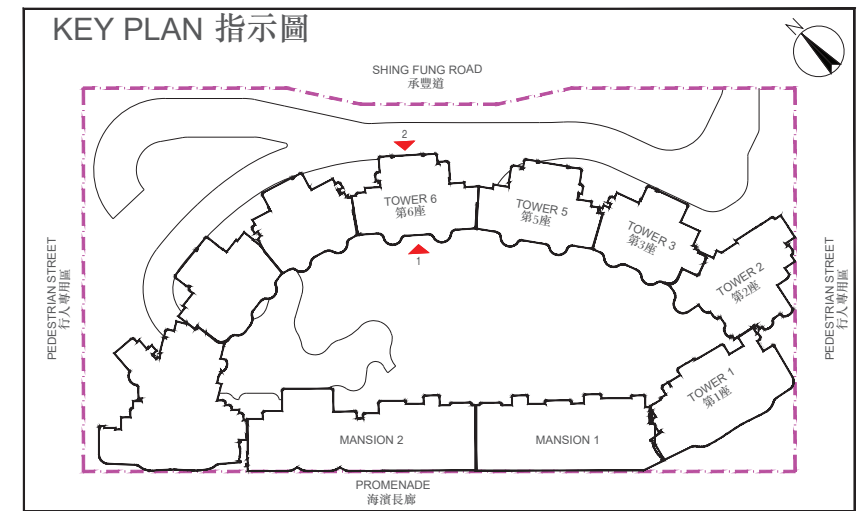 KEY PLAN 指示圖
N
SHING FUNG ROAD
承豐道
2
TOWER 6
第6座
TOWER 5
第5座
TOWER 3
第3座
TOWER 2
第2座
TOWER 1
第1座
1
PEDESTRIAN STREET
行人專用區
PEDESTRIAN STREET
行人專用區
MANSION 2
MANSION 1
PROMENADE
海濱長廊